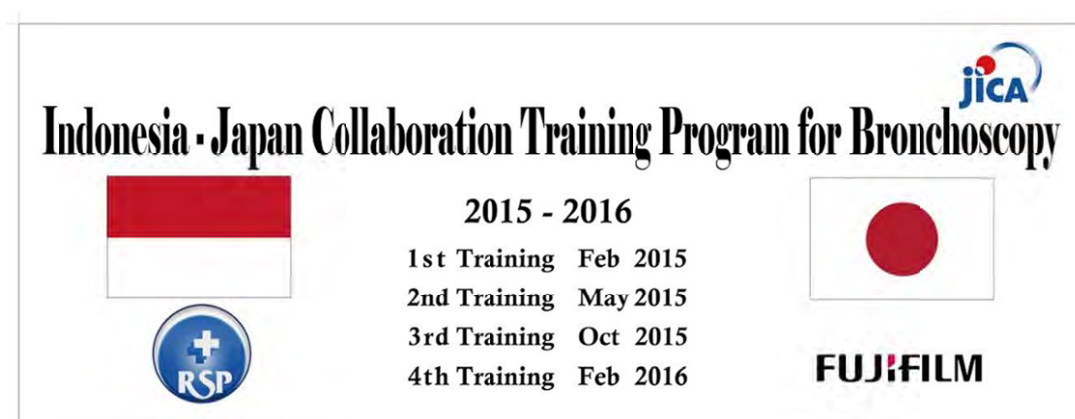 jICA
Indonesia - Japan Collaboration Training Program for Bronchoscopy
2015 - 2016
1st Training Feb 2015
2nd Training May 2015
3rd Training Oct 2015
4th Training Feb 2016
RSP
FUJIFILM